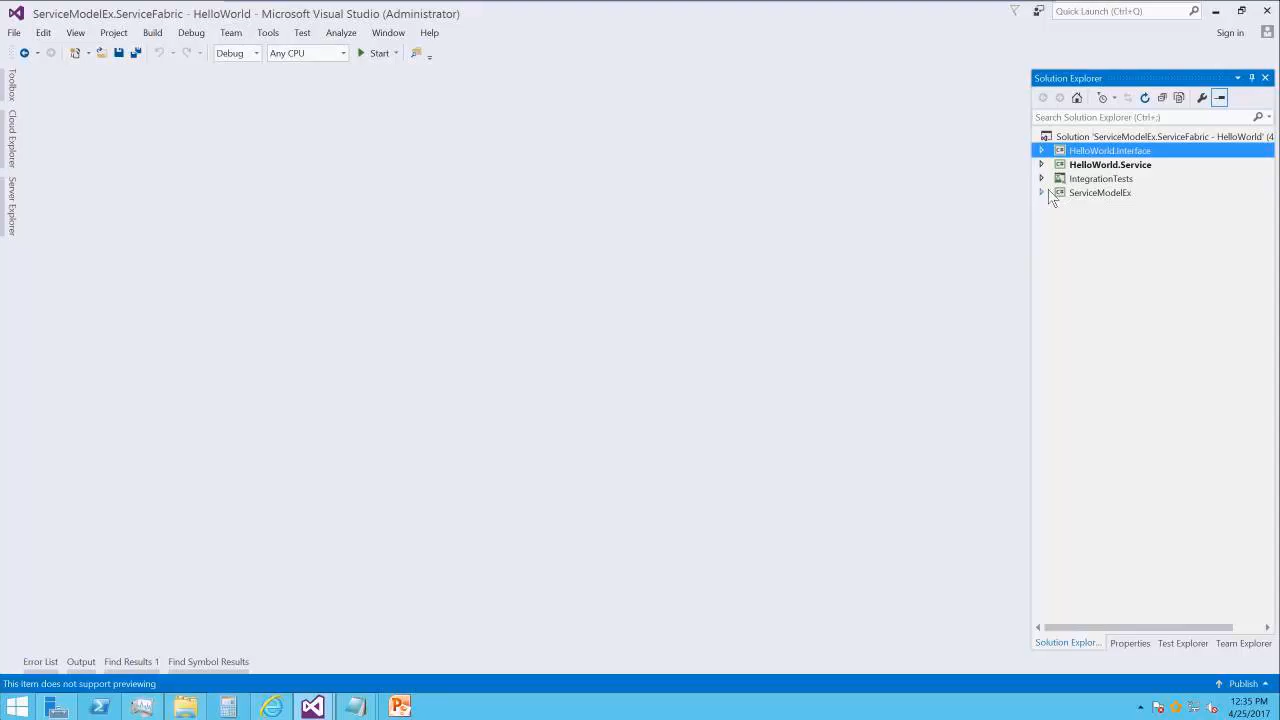 ServiceModelEx.ServiceFabric - HelloWorld - Microsoft Visual Studio (Administrator)
Quick Launch (Ctrl+Q)
File Edit View Project Build Debug Team Tools Test Analyze Window Help
Sign in
Debug Any CPU Start
Toolbox
Cloud Explorer
Server Explorer
Solution Explorer
Search Solution Explorer (Ctrl+;)
Solution 'ServiceModelEx.ServiceFabric - HelloWorld' (4
HelloWorld.Interface
HelloWorld.Service
IntegrationTests
ServiceModelEx
Solution Explor... Properties Test Explorer Team Explorer
Error List Output Find Results 1 Find Symbol Results
This item does not support previewing
Publish
12:35 PM
4/25/2017